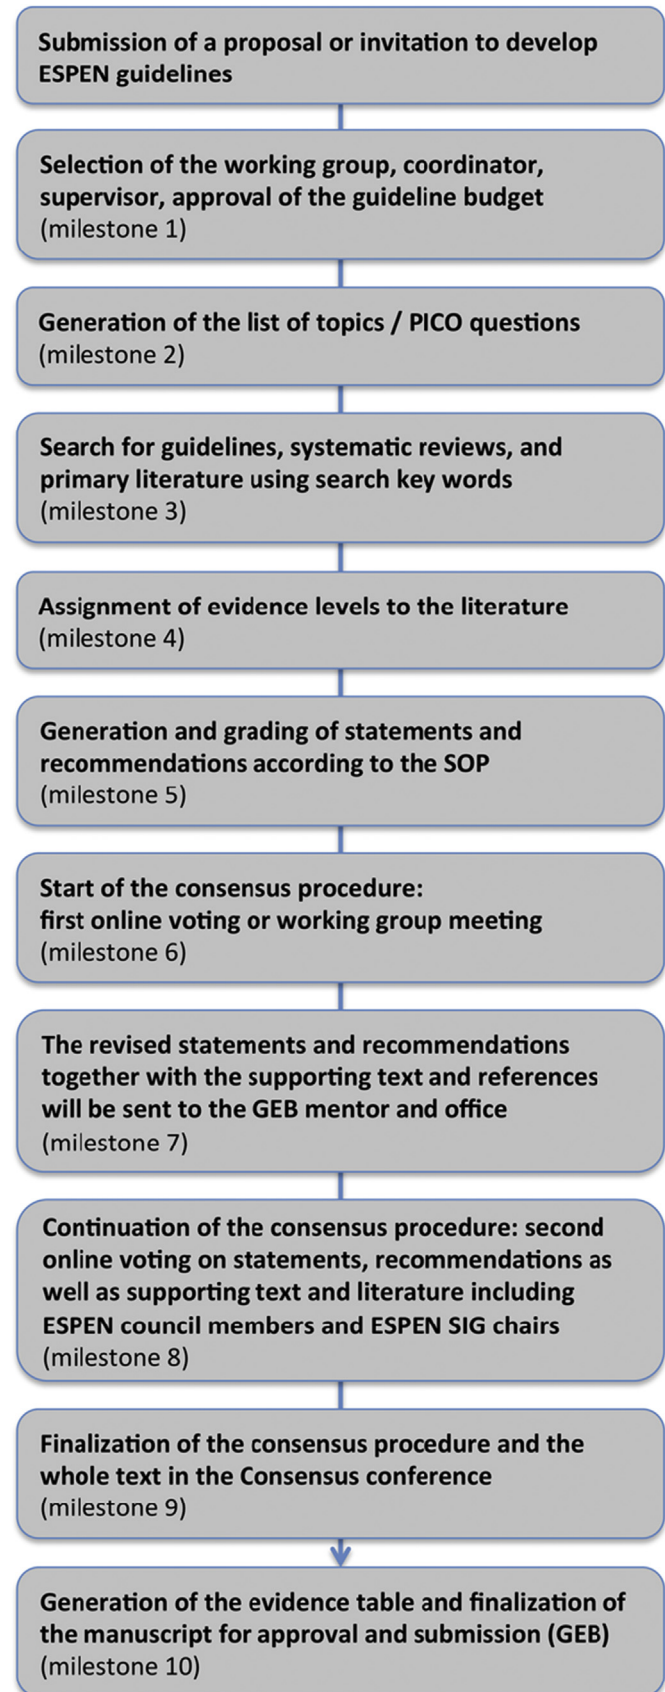 Submission of a proposal or invitation to develop
ESPEN guidelines
Selection of the working group, coordinator,
supervisor, approval of the guideline budget
(milestone 1)
Generation of the list of topics / PICO questions
(milestone 2)
Search for guidelines, systematic reviews, and
primary literature using search key words
(milestone 3)
Assignment of evidence levels to the literature
(milestone 4)
Generation and grading of statements and
recommendations according to the SOP
(milestone 5)
Start of the consensus procedure:
first online voting or working group meeting
(milestone 6)
The revised statements and recommendations
together with the supporting text and references
will be sent to the GEB mentor and office
(milestone 7)
Continuation of the consensus procedure: second
online voting on statements, recommendations as
well as supporting text and literature including
ESPEN council members and ESPEN SIG chairs
(milestone 8)
Finalization of the consensus procedure and the
whole text in the Consensus conference
(milestone 9)
Generation of the evidence table and finalization of
the manuscript for approval and submission (GEB)
(milestone 10)